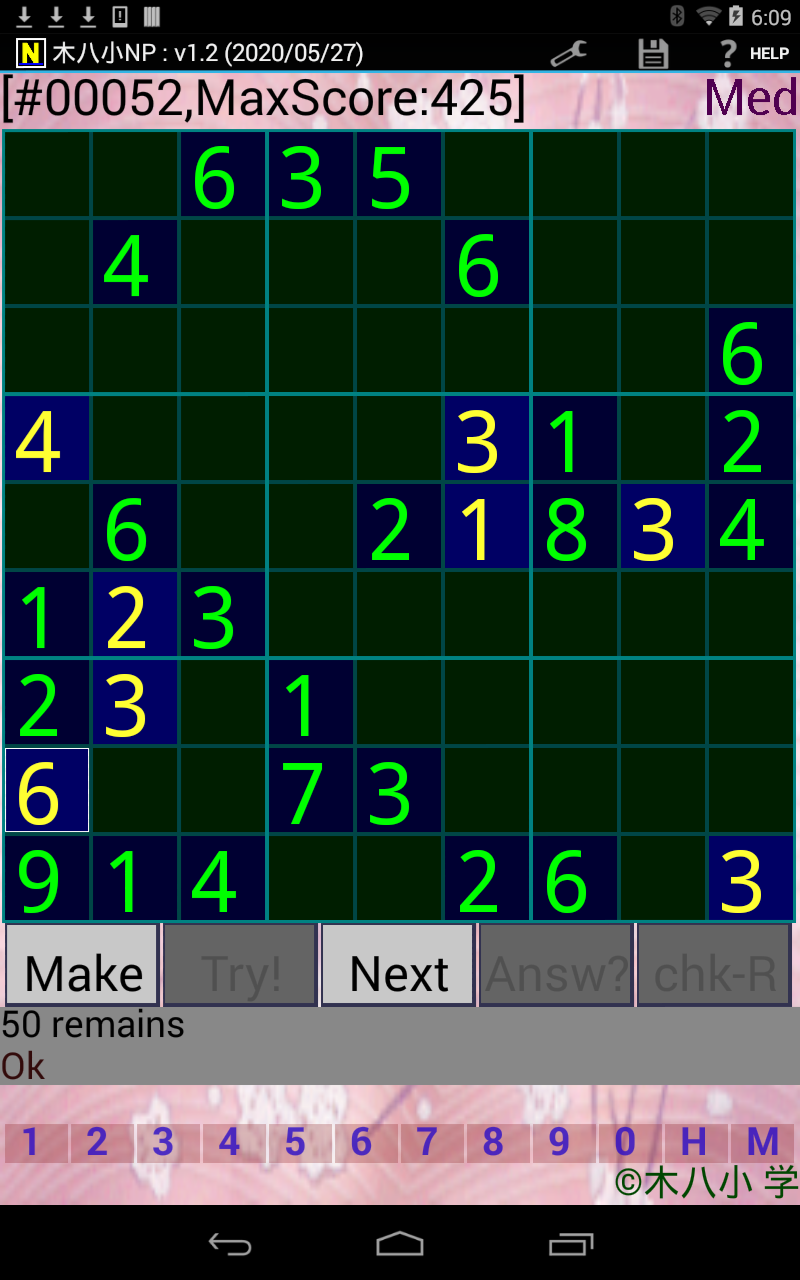 6:09
N 木八小NP : v1.2 (2020/05/27) ? HELP
[#00052,MaxScore:425] Med
6 3 5
4 6
6
4 3 1 2
6 2 1 8 3 4
1 2 3
2 3 1
6 7 3
9 1 4 2 6 3
Make Try! Next Answ? chk-R
50 remains
Ok
1 2 3 4 5 6 7 8 9 0 H M
©木八小 学